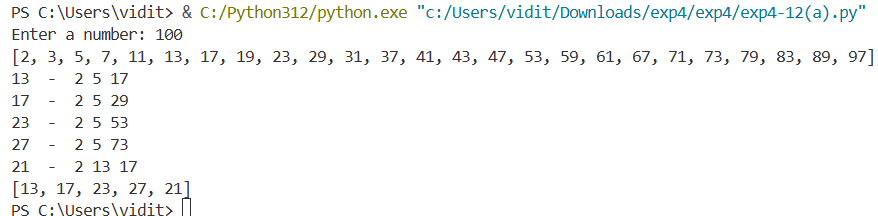 PS C:\Users\vidit> & C:/Python312/python.exe "c:/Users/vidit/Downloads/exp4/exp4/exp4-12(a).py"
Enter a number: 100
[2, 3, 5, 7, 11, 13, 17, 19, 23, 29, 31, 37, 41, 43, 47, 53, 59, 61, 67, 71, 73, 79, 83, 89, 97]
13  -  2 5 17
17  -  2 5 29
23  -  2 5 53
27  -  2 5 73
21  -  2 13 17
[13, 17, 23, 27, 21]
PS C:\Users\vidit>